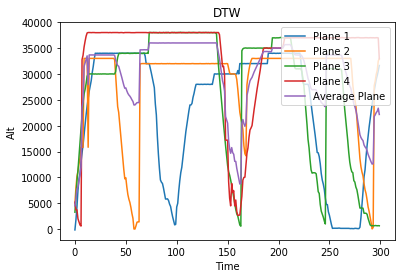 DTW
40000
35000
30000
25000
20000
15000
10000
5000
0
Alt
0
50
100
150
200
250
300
Time
Plane 1
Plane 2
Plane 3
Plane 4
Average Plane